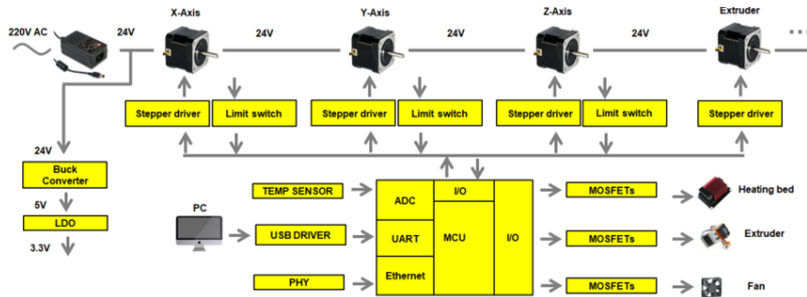 X-Axis
Y-Axis
Z-Axis
Extruder
220V AC
24V
24V
24V
24V
Stepper driver
Limit switch
Stepper driver
Limit switch
Stepper driver
Limit switch
Stepper driver
24V
Buck
Converter
5V
LDO
3.3V
TEMP SENSOR
ADC
I/O
MOSFETs
Heating bed
PC
USB DRIVER
UART
MCU
I/O
MOSFETs
Extruder
PHY
Ethernet
MOSFETs
Fan